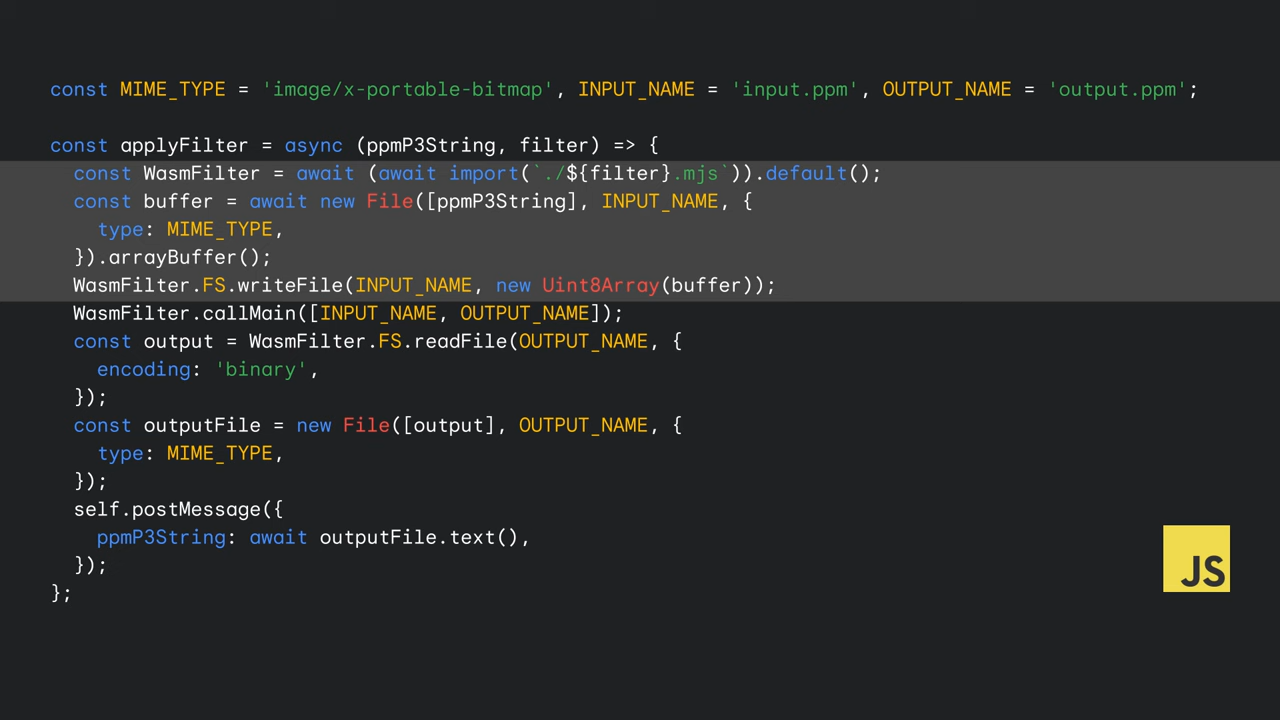 const MIME_TYPE = 'image/x-portable-bitmap', INPUT_NAME = 'input.ppm', OUTPUT_NAME = 'output.ppm';
const applyFilter = async (ppmP3String, filter) => {
const WasmFilter = await (await import(`./${filter}.mjs`)).default();
const buffer = await new File([ppmP3String], INPUT_NAME, {
type: MIME_TYPE,
}).arrayBuffer();
WasmFilter.FS.writeFile(INPUT_NAME, new Uint8Array(buffer));
WasmFilter.callMain([INPUT_NAME, OUTPUT_NAME]);
const output = WasmFilter.FS.readFile(OUTPUT_NAME, {
encoding: 'binary',
});
const outputFile = new File([output], OUTPUT_NAME, {
type: MIME_TYPE,
});
self.postMessage({
ppmP3String: await outputFile.text(),
});
};
JS